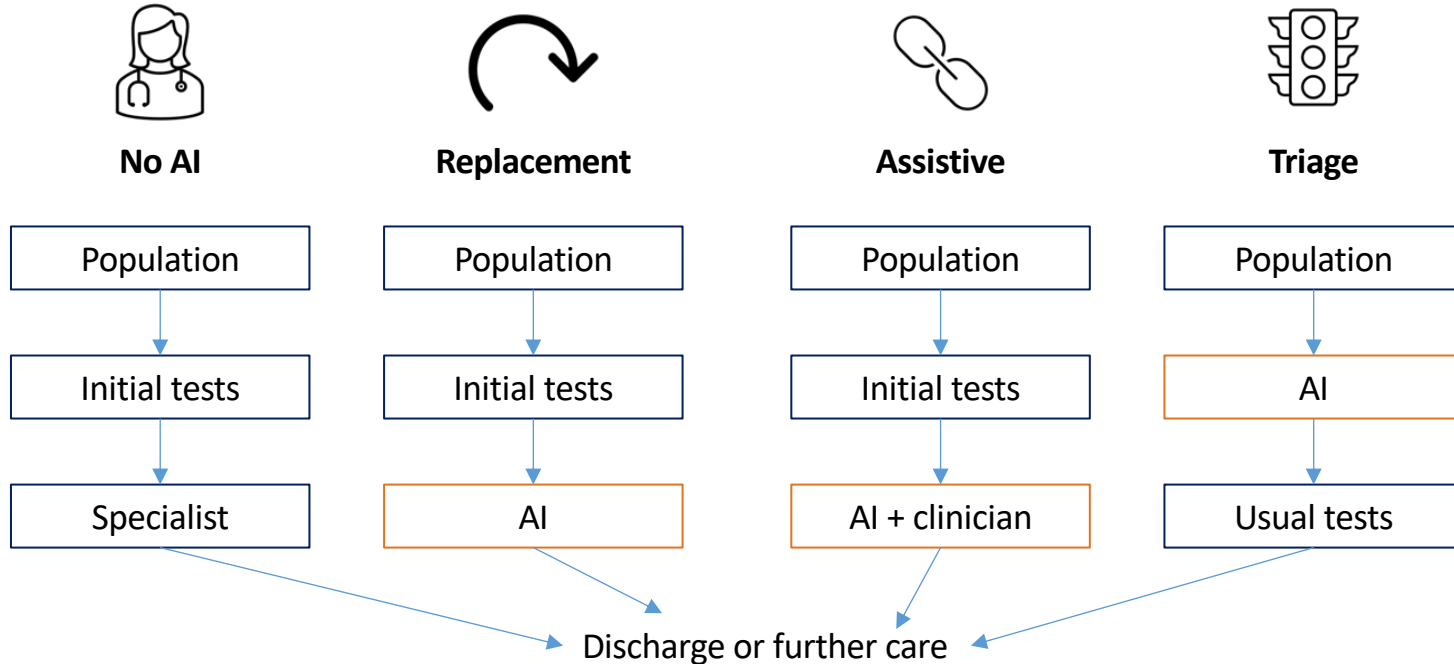 No AI
Replacement
Assistive
Triage
Population
Population
Population
Population
Initial tests
Initial tests
Initial tests
AI
Specialist
AI
AI + clinician
Usual tests
Discharge or further care